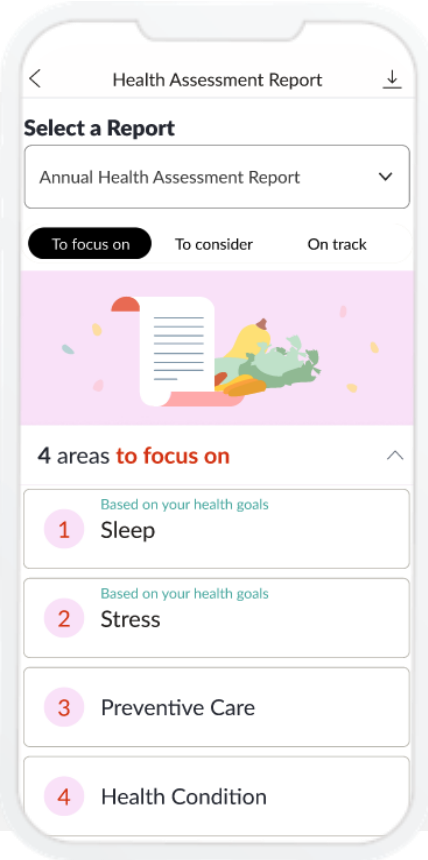 Health Assessment Report
Select a Report
Annual Health Assessment Report
To focus on To consider On track
4 areas to focus on
Based on your health goals
1 Sleep
Based on your health goals
2 Stress
3 Preventive Care
4 Health Condition